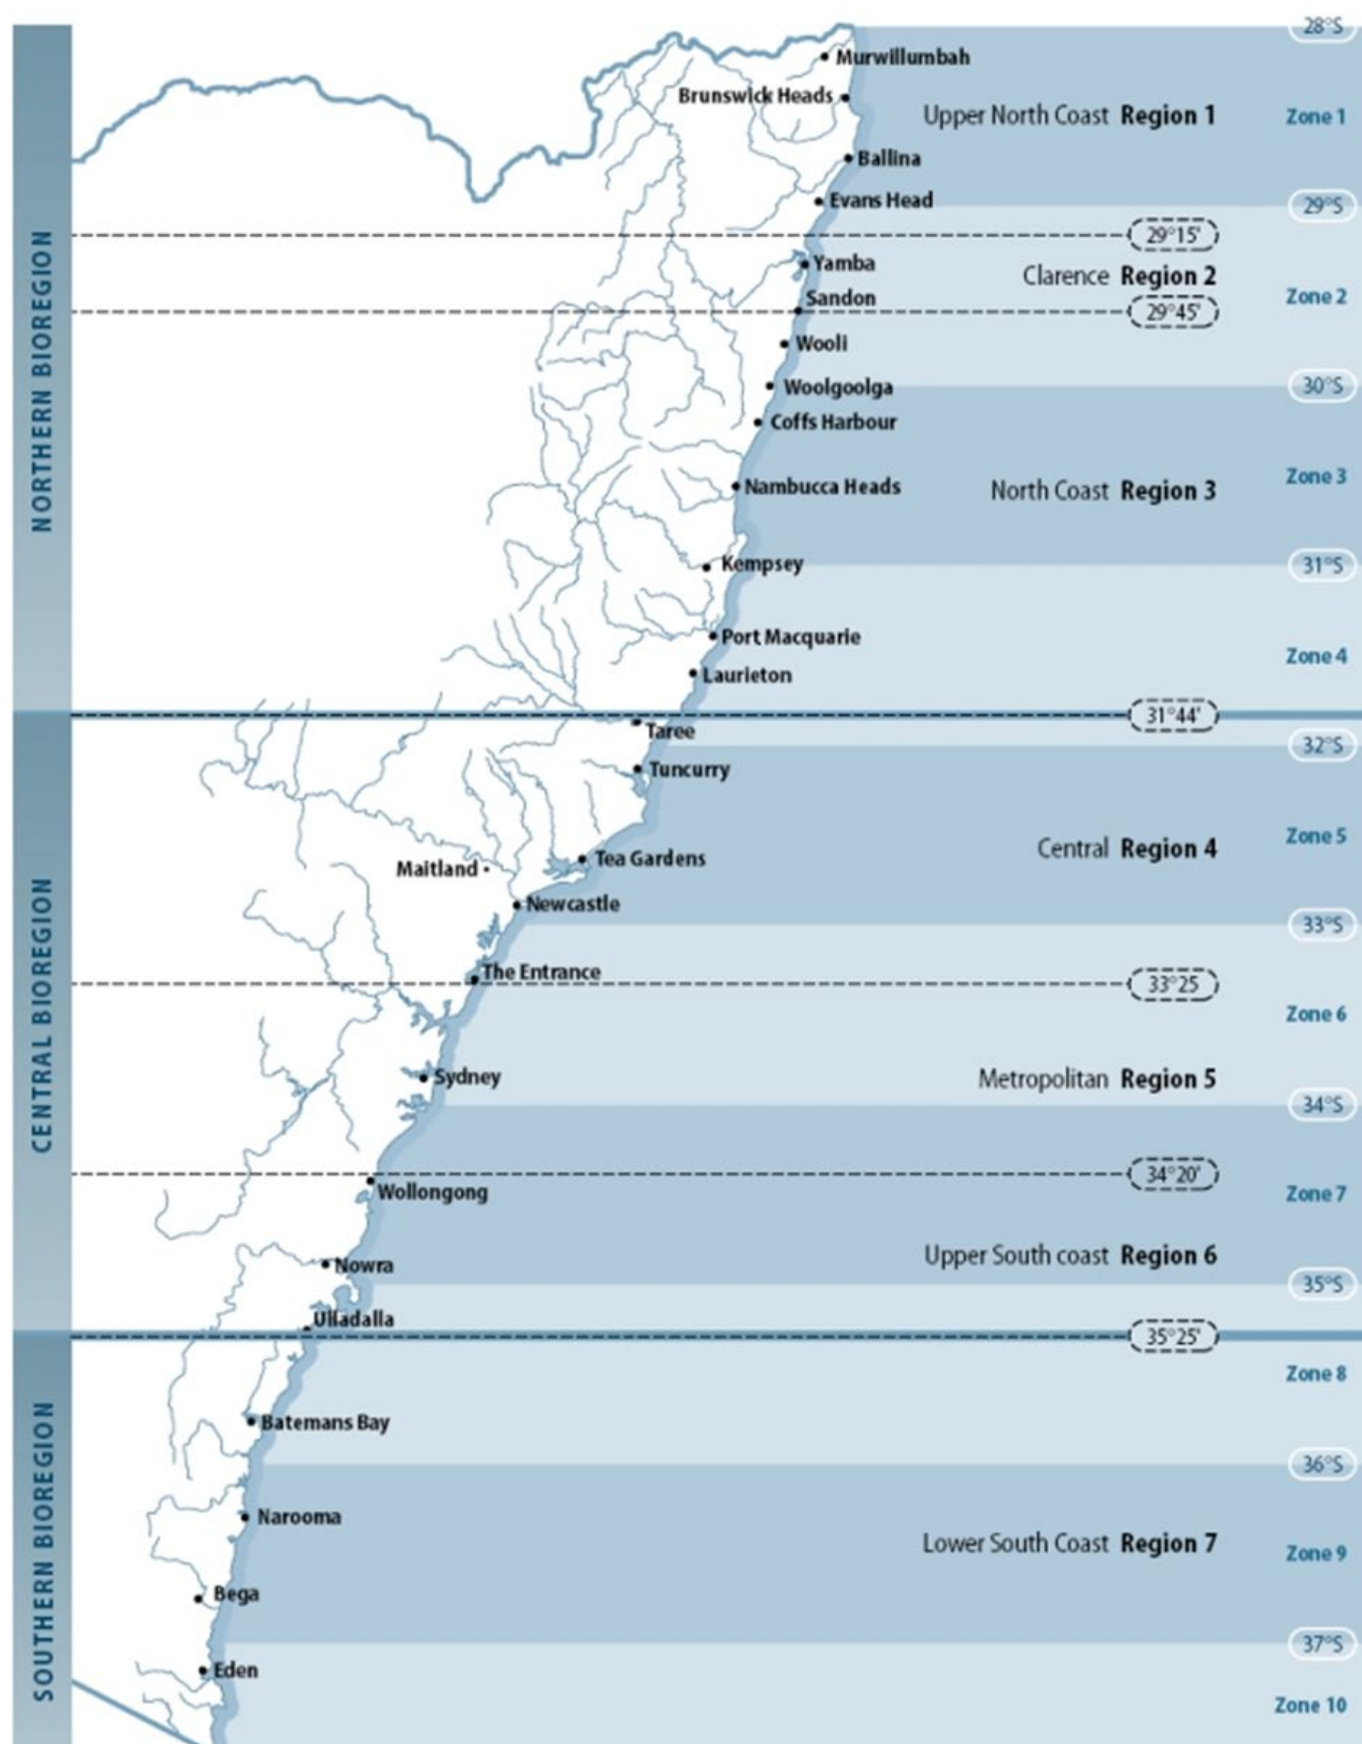 28°S
Murwillumbah
Brunswick Heads
Upper North Coast Region 1
Zone 1
Ballina
Evans Head
29°S
29°15'
Yamba
Clarence Region 2
Zone 2
Sandon
29°45'
Wooli
Woolgoolga
30°S
Coffs Harbour
NORTHERN BIOREGION
Zone 3
Nambucca Heads
North Coast Region 3
Kempsey
31°S
Port Macquarie
Zone 4
Laurieton
31°44'
Taree
32°S
Tuncurry
Zone 5
Central Region 4
Tea Gardens
Maitland
Newcastle
33°S
The Entrance
33°25
CENTRAL BIOREGION
Zone 6
Sydney
Metropolitan Region 5
34°S
34°20'
Wollongong
Zone 7
Upper South coast Region 6
Nowra
35°S
Ulladalla
35°25'
Zone 8
Batemans Bay
36°S
Narooma
SOUTHERN BIOREGION
Lower South Coast Region 7
Zone 9
Bega
37°S
Eden
Zone 10